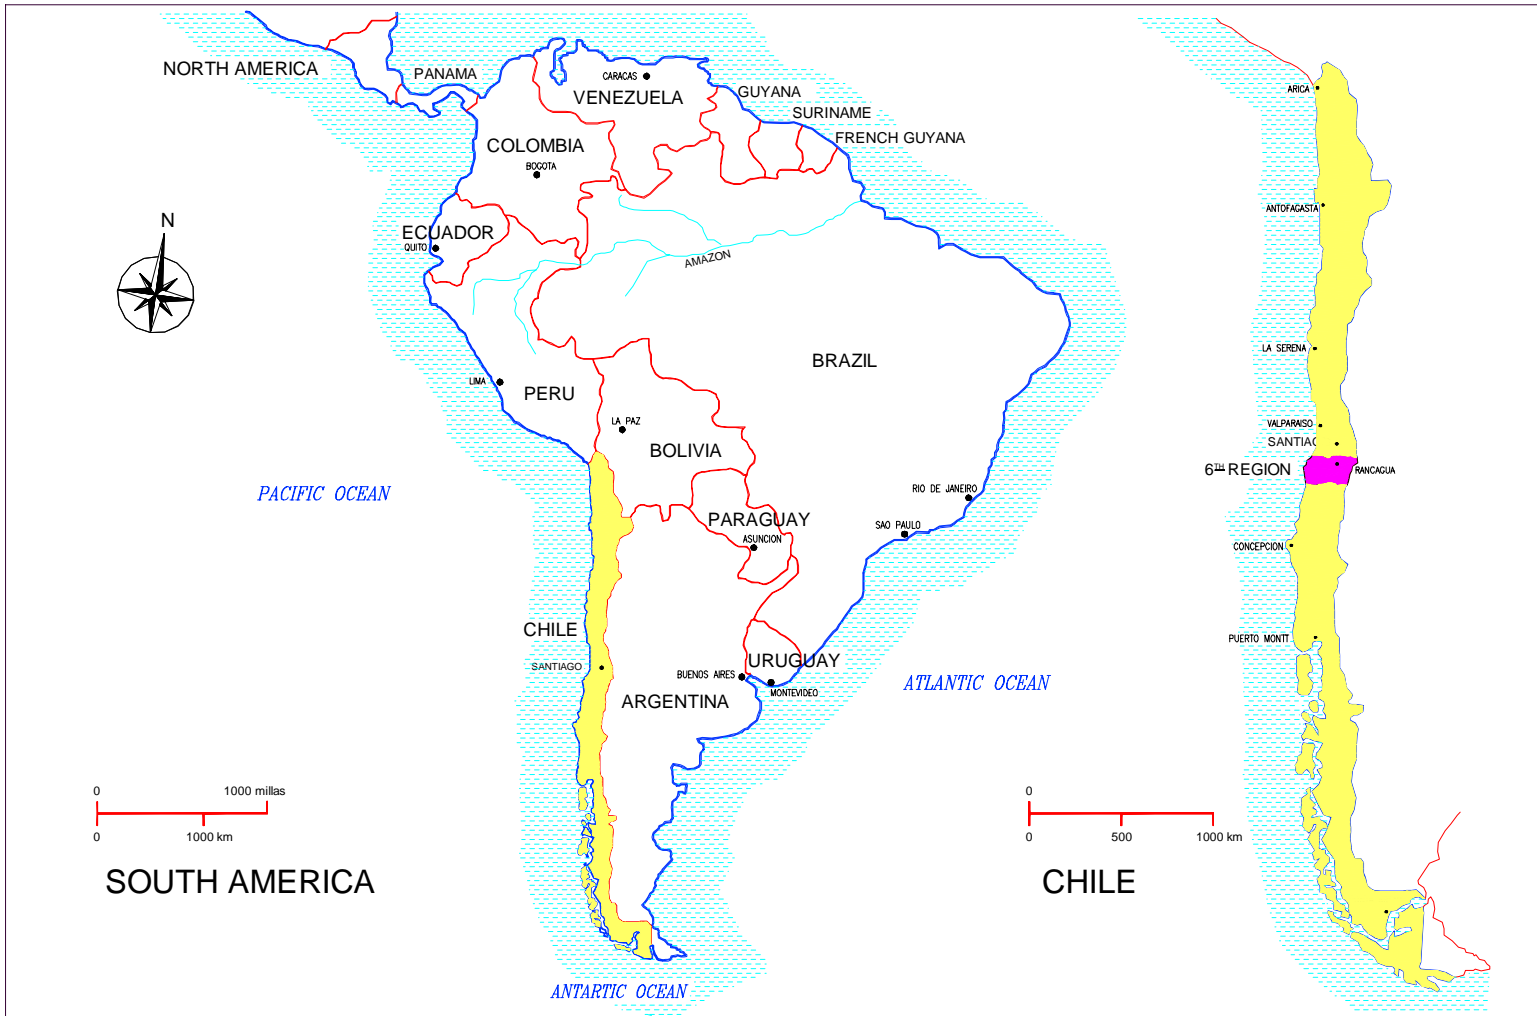 NORTH AMERICA
PANAMA
CARACAS
VENEZUELA
GUYANA
SURINAME
FRENCH GUYANA
COLOMBIA
BOGOTA
N
ECUADOR
QUITO
AMAZON
BRAZIL
LIMA
PERU
LA PAZ
BOLIVIA
PACIFIC OCEAN
RIO DE JANEIRO
SAO PAULO
PARAGUAY
ASUNCION
CHILE
SANTIAGO
URUGUAY
BUENOS AIRES
MONTEVIDEO
ARGENTINA
ATLANTIC OCEAN
0 1000 millas
0 1000 km
SOUTH AMERICA
ANTARTIC OCEAN
ARICA
ANTOFAGASTA
LA SERENA
VALPARAISO
SANTIAG
6TH REGION
RANCAGUA
CONCEPCION
PUERTO MONTT
0
0 500 1000 km
CHILE